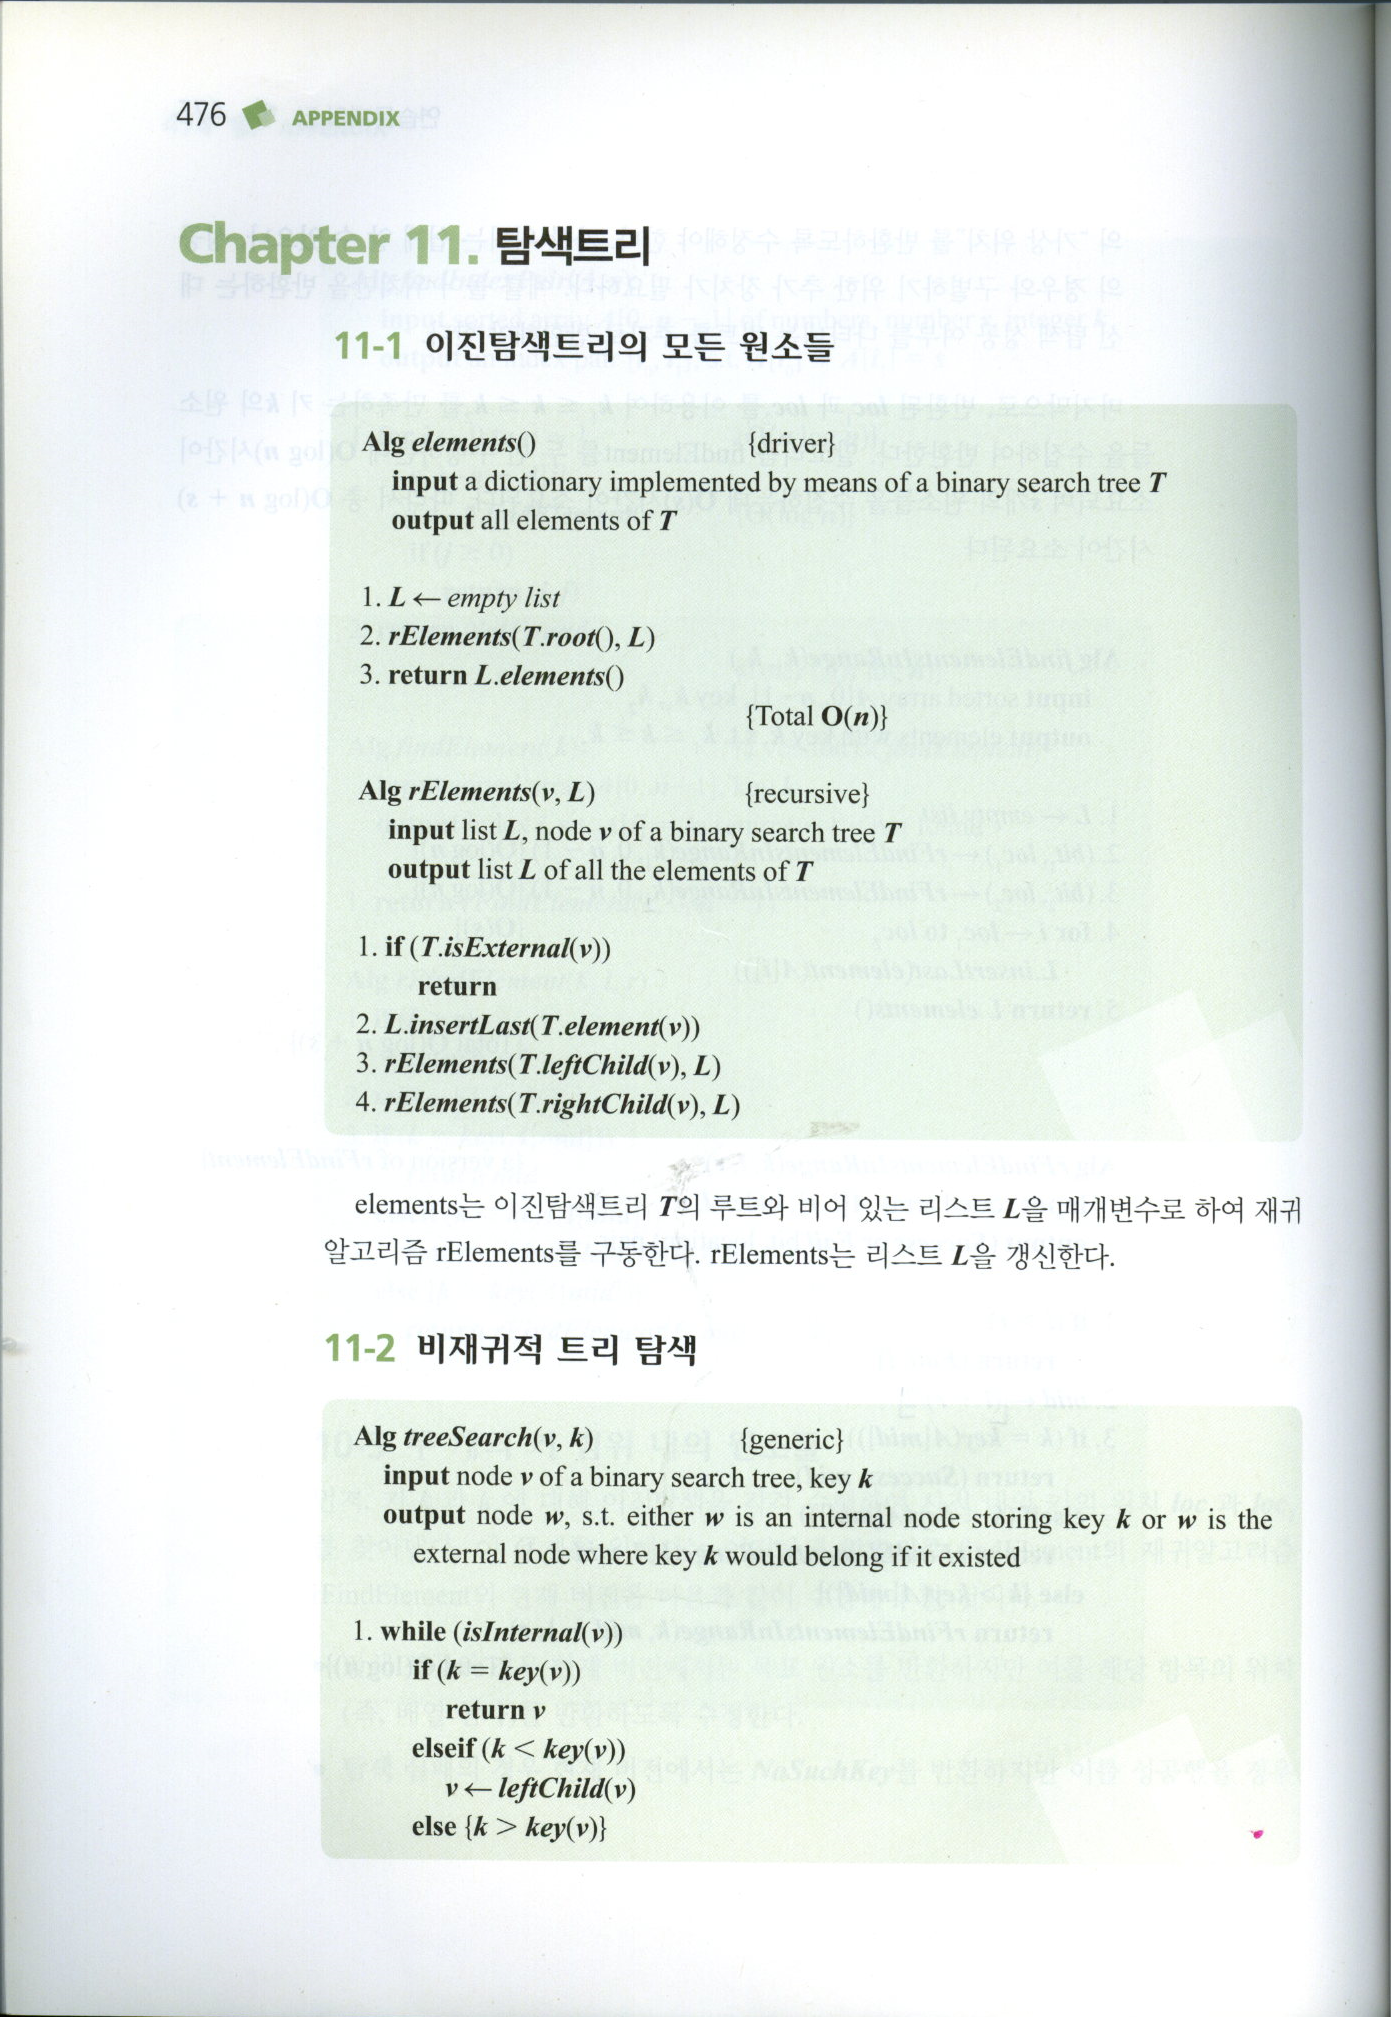 476 APPENDIX
Chapter 11. 탐색트리
11-1 이진탐색트리의 모든 원소들
Alg elements() {driver}
input a dictionary implemented by means of a binary search tree T
output all elements of T
1. L ← empty list
2. rElements(T.root(), L)
3. return L.elements()
{Total O(n)}
Alg rElements(v, L) {recursive}
input list L, node v of a binary search tree T
output list L of all the elements of T
1. if (T.isExternal(v))
return
2. L.insertLast(T.element(v))
3. rElements(T.leftChild(v), L)
4. rElements(T.rightChild(v), L)
elements는 이진탐색트리 T의 루트와 비어 있는 리스트 L을 매개변수로 하여 재귀
알고리즘 rElements를 구동한다. rElements는 리스트 L을 갱신한다.
11-2 비재귀적 트리 탐색
Alg treeSearch(v, k) {generic}
input node v of a binary search tree, key k
output node w, s.t. either w is an internal node storing key k or w is the
external node where key k would belong if it existed
1. while (isInternal(v))
if (k = key(v))
return v
elseif (k < key(v))
v ← leftChild(v)
else {k > key(v)}